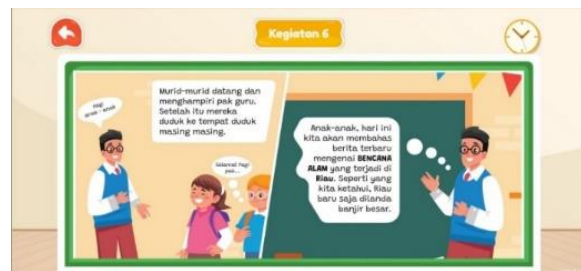 Kegiatan 6
Pagi
anak - anak
Murid-murid datang dan
menghampiri pak guru.
Setelah itu mereka
duduk ke tempat duduk
masing masing.
Selamat Pagi
pak...
Anak-anak, hari ini
kita akan membahas
berita terbaru
mengenai BENCANA
ALAM yang terjadi di
Riau. Seperti yang
kita ketahui, Riau
baru saja dilanda
banjir besar.